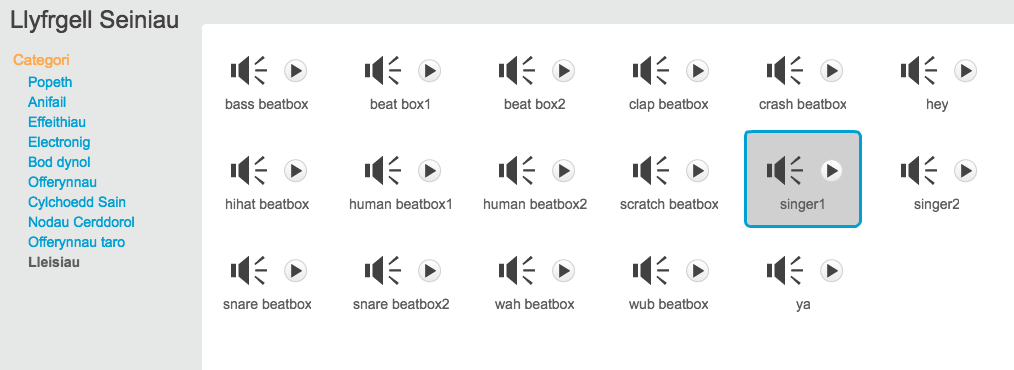 Llyfrgell Seiniau
Categori
Popeth
Anifail
Effeithiau
Electronig
Bod dynol
Offerynnau
Cylchoedd Sain
Nodau Cerddorol
Offerynnau taro
Lleisiau
bass beatbox beat box1 beat box2 clap beatbox crash beatbox hey
hihat beatbox human beatbox1 human beatbox2 scratch beatbox singer1 singer2
snare beatbox snare beatbox2 wah beatbox wub beatbox ya